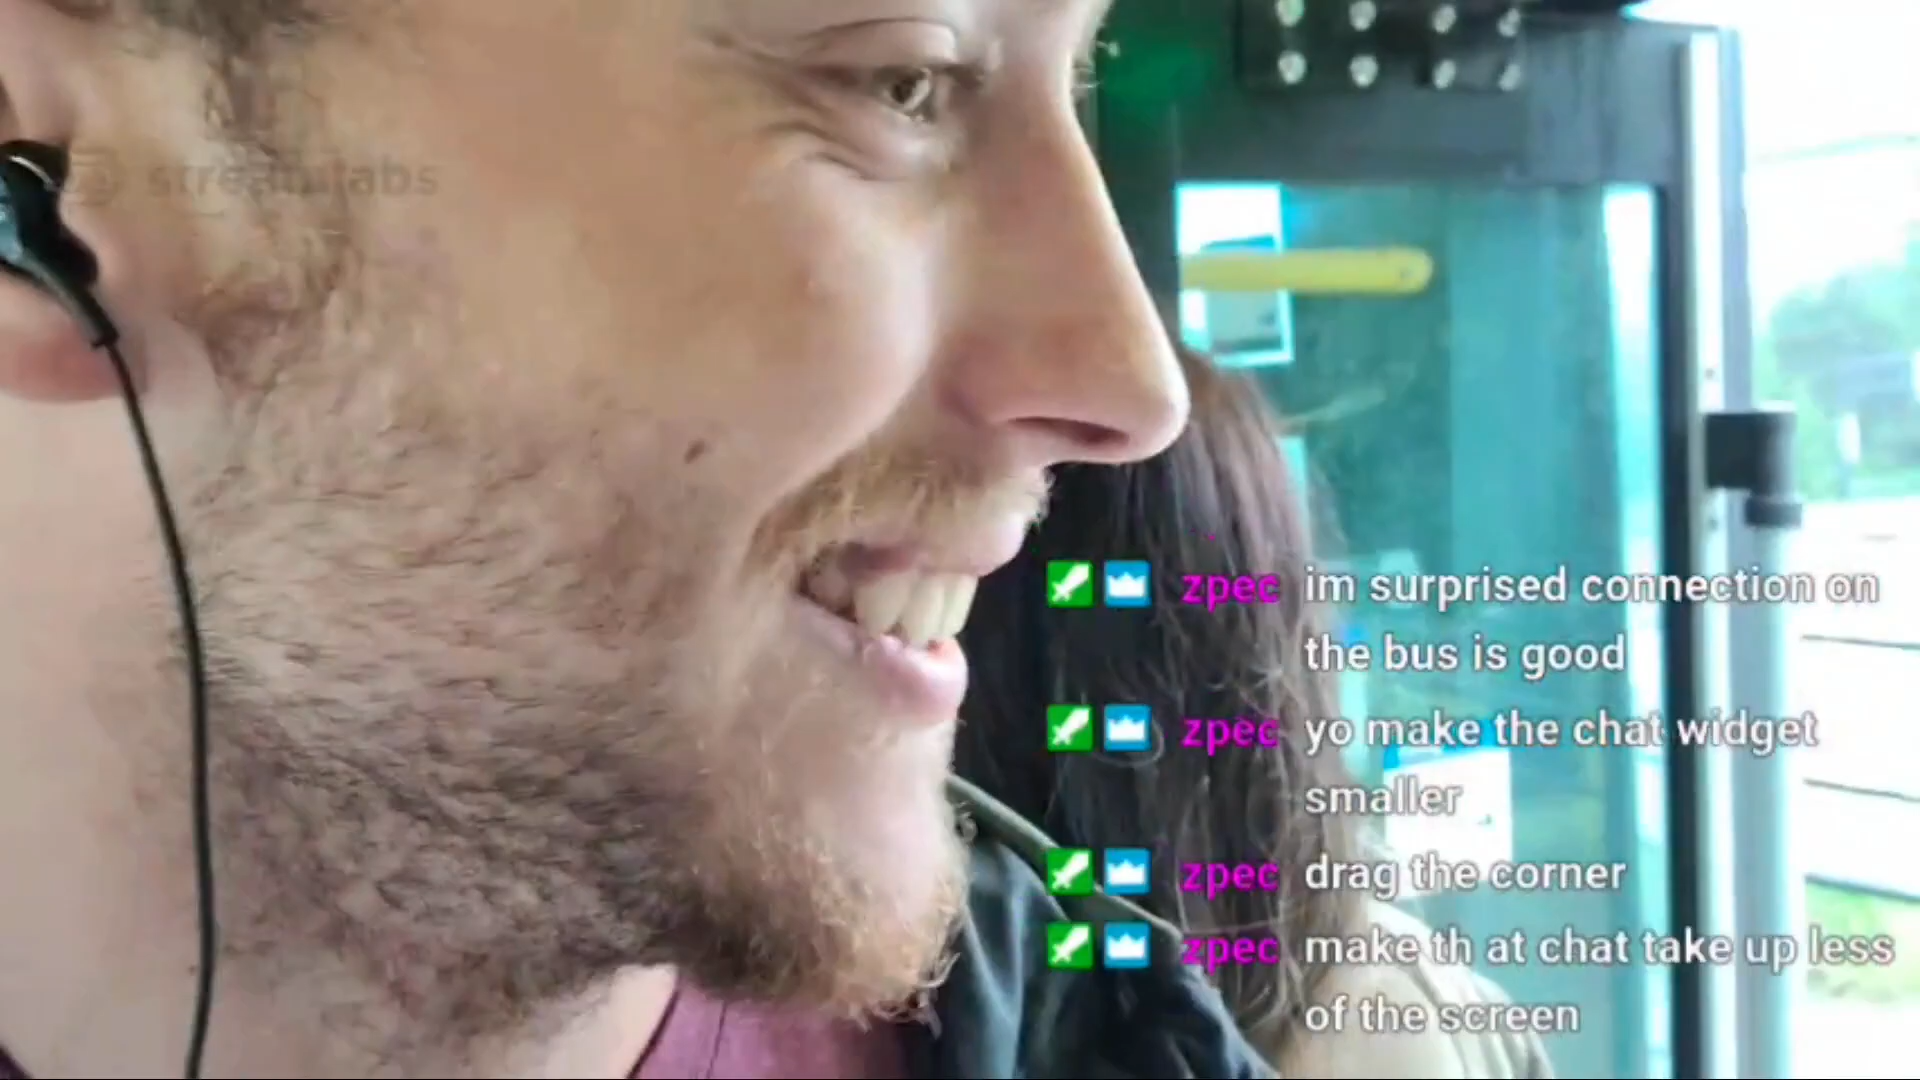 streamlabs
zpec im surprised connection on
the bus is good
zpec yo make the chat widget
smaller
zpec drag the corner
zpec make th at chat take up less
of the screen